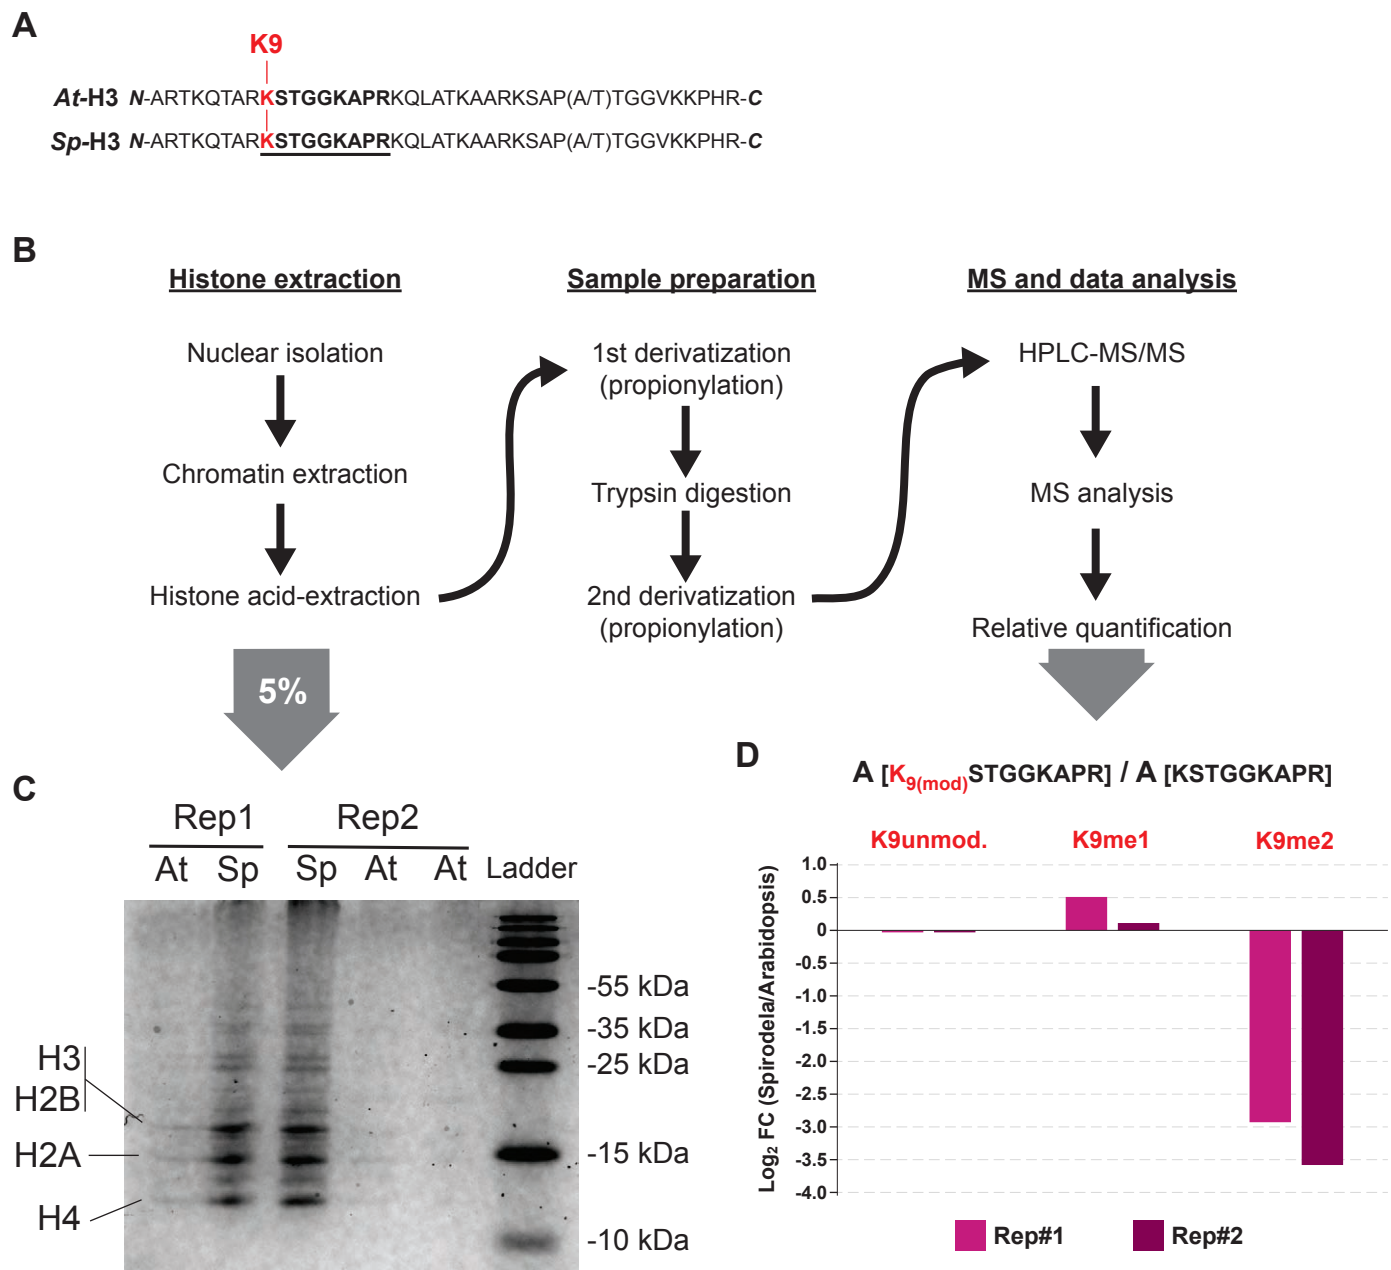 A
K9
At-H3 N-ARTKQTARKSTGGKAPRKQLATKAARKSAP(A/T)TGGVKKPHR-C
Sp-H3 N-ARTKQTARKSTGGKAPRKQLATKAARKSAP(A/T)TGGVKKPHR-C
B
Histone extraction
Nuclear isolation
Chromatin extraction
Histone acid-extraction
5%
Sample preparation
1st derivatization
(propionylation)
Trypsin digestion
2nd derivatization
(propionylation)
MS and data analysis
HPLC-MS/MS
MS analysis
Relative quantification
C
Rep1 Rep2
At Sp Sp At At Ladder
-55 kDa
-35 kDa
-25 kDa
-15 kDa
-10 kDa
H3
H2B
H2A
H4
D
A [K9(mod)STGGKAPR] / A [KSTGGKAPR]
K9unmod. K9me1 K9me2
Log2 FC (Spirodela/Arabidopsis)
1.0
0.5
0
-0.5
-1.0
-1.5
-2.0
-2.5
-3.0
-3.5
-4.0
Rep#1 Rep#2